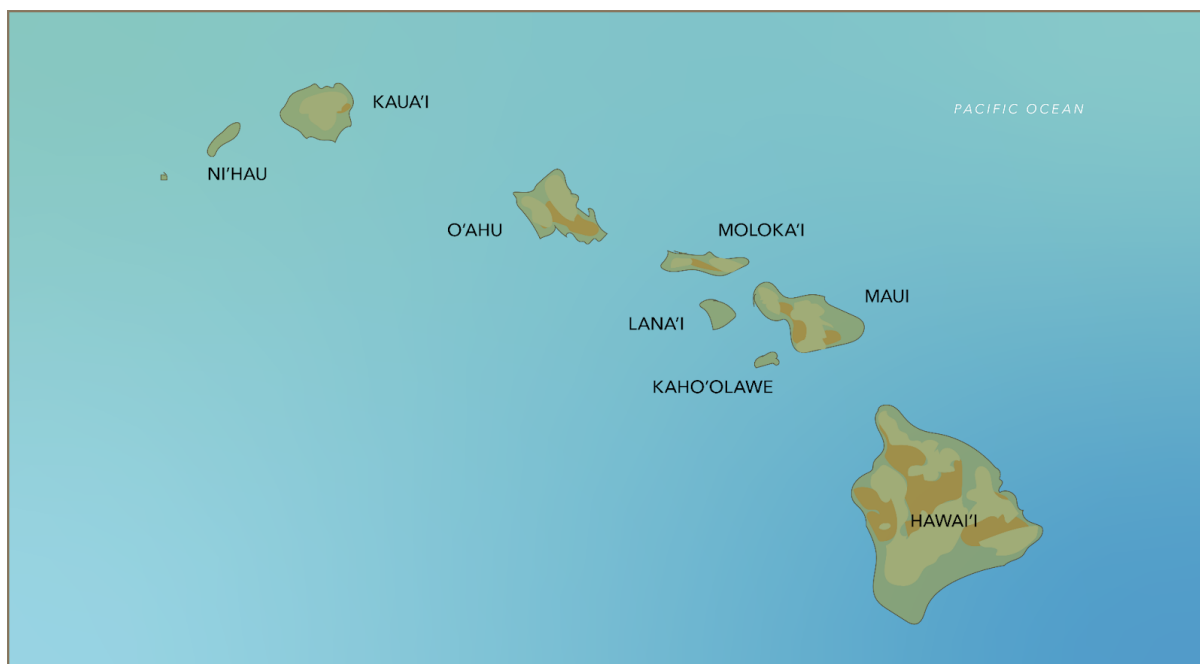 KAUA'I
PACIFIC OCEAN
NI'HAU
O'AHU
MOLOKA'I
MAUI
LANA'I
KAHO'OLAWE
HAWAI'I